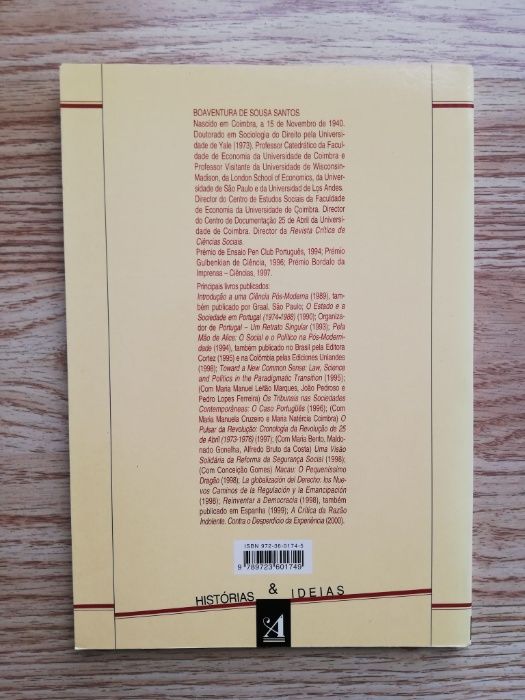 BOAVENTURA DE SOUSA SANTOS
Nascido em Coimbra, a 15 de Novembro de 1940.
Doutorado em Sociologia do Direito pela Universi-
dade de Yale (1973). Professor Catedrático da Facul-
dade de Economia da Universidade de Coimbra e
Professor Visitante da Universidade de Wisconsin-
Madison, da London School of Economics, da Univer-
sidade de São Paulo e da Universidad de Los Andes.
Director do Centro de Estudos Sociais da Faculdade
de Economia da Universidade de Coimbra. Director
do Centro de Documentação 25 de Abril da Universi-
dade de Coimbra. Director da Revista Crítica de
Ciências Sociais.
Prémio de Ensaio Pen Club Português, 1994; Prémio
Gulbenkian de Ciência, 1996; Prémio Bordalo da
Imprensa – Ciências, 1997.
Principais livros publicados:
Introdução a uma Ciência Pós-Moderna (1989), tam-
bém publicado por Graal, São Paulo; O Estado e a
Sociedade em Portugal (1974-1988) (1990); Organiza-
dor de Portugal – Um Retrato Singular (1993); Pela
Mão de Alice: O Social e o Político na Pós-Moderni-
dade (1994), também publicado no Brasil pela Editora
Cortez (1995) e na Colômbia pelas Ediciones Uniandes
(1998); Toward a New Common Sense: Law, Science
and Politics in the Paradigmatic Transition (1995);
(Com Maria Manuel Leitão Marques, João Pedroso e
Pedro Lopes Ferreira) Os Tribunais nas Sociedades
Contemporâneas: O Caso Português (1996); (Com
Maria Manuela Cruzeiro e Maria Natércia Coimbra) O
Pulsar da Revolução: Cronologia da Revolução de 25
de Abril (1973-1976) (1997); (Com Maria Bento, Maldo-
nado Gonelha, Alfredo Bruto da Costa) Uma Visão
Solidária da Reforma da Segurança Social (1998);
(Com Conceição Gomes) Macau: O Pequeníssimo
Dragão (1998); La globalización del Derecho: los Nue-
vos Caminos de la Regulación y la Emancipación
(1998); Reinventar a Democracia (1998), também
publicado em Espanha (1999); A Crítica da Razão
Indolente. Contra o Desperdício da Experiência (2000).
ISBN 972-36-0174-5
9 789723 601749
HISTÓRIAS & IDEIAS
A